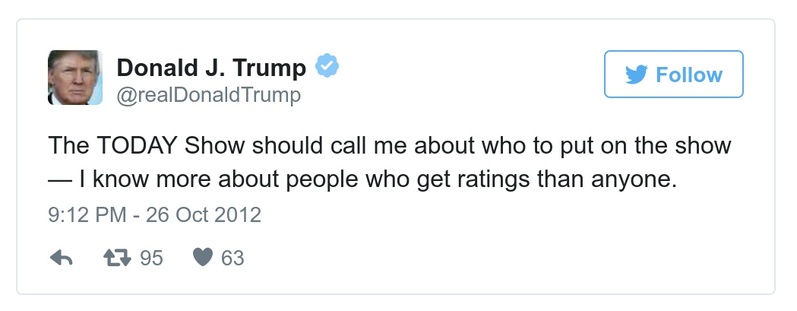 Donald J. Trump
@realDonaldTrump
Follow
The TODAY Show should call me about who to put on the show
— I know more about people who get ratings than anyone.
9:12 PM - 26 Oct 2012
95 63